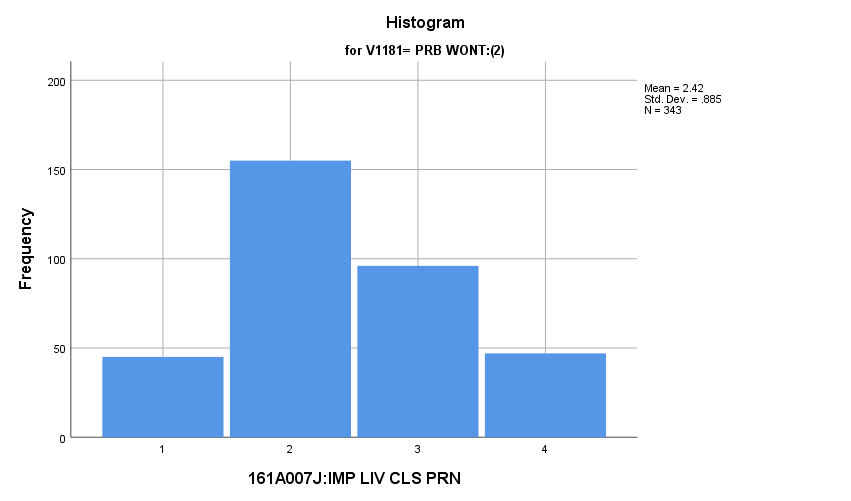 Histogram
for V1181= PRB WONT:(2)
200
150
100
50
0
Frequency
1 2 3 4
161A007J:IMP LIV CLS PRN
Mean = 2.42
Std. Dev. = .885
N = 343